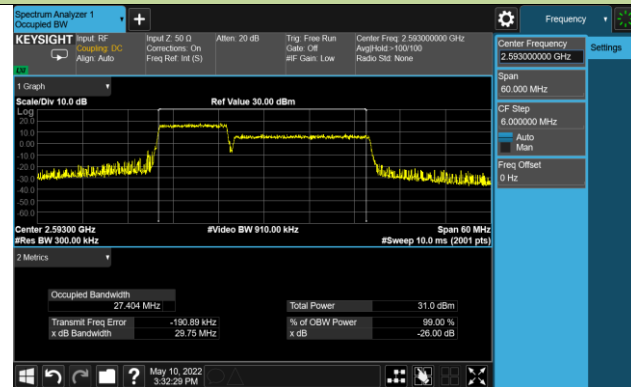 Spectrum Analyzer 1
Occupied BW
KEYSIGHT
Input: RF
Coupling: DC
Align: Auto
Input Z: 50 Ω
Corrections: On
Freq Ref: Int (S)
Atten: 20 dB
Trig: Free Run
Gate: Off
#IF Gain: Low
Center Freq: 2.593000000 GHz
Avg|Hold:>100/100
Radio Std: None
LXI
1 Graph
Scale/Div 10.0 dB
Ref Value 30.00 dBm
Log
20.0
10.0
0.00
-10.0
-20.0
-30.0
-40.0
-50.0
-60.0
Center 2.59300 GHz
#Video BW 910.00 kHz
Span 60 MHz
#Res BW 300.00 kHz
#Sweep 10.0 ms (2001 pts)
2 Metrics
Occupied Bandwidth
27.404 MHz
Total Power 31.0 dBm
Transmit Freq Error -190.89 kHz
% of OBW Power 99.00 %
x dB Bandwidth 29.75 MHz
x dB -26.00 dB
May 10, 2022
3:32:29 PM
Frequency
Settings
Center Frequency
2.593000000 GHz
Span
60.000 MHz
CF Step
6.000000 MHz
Auto
Man
Freq Offset
0 Hz